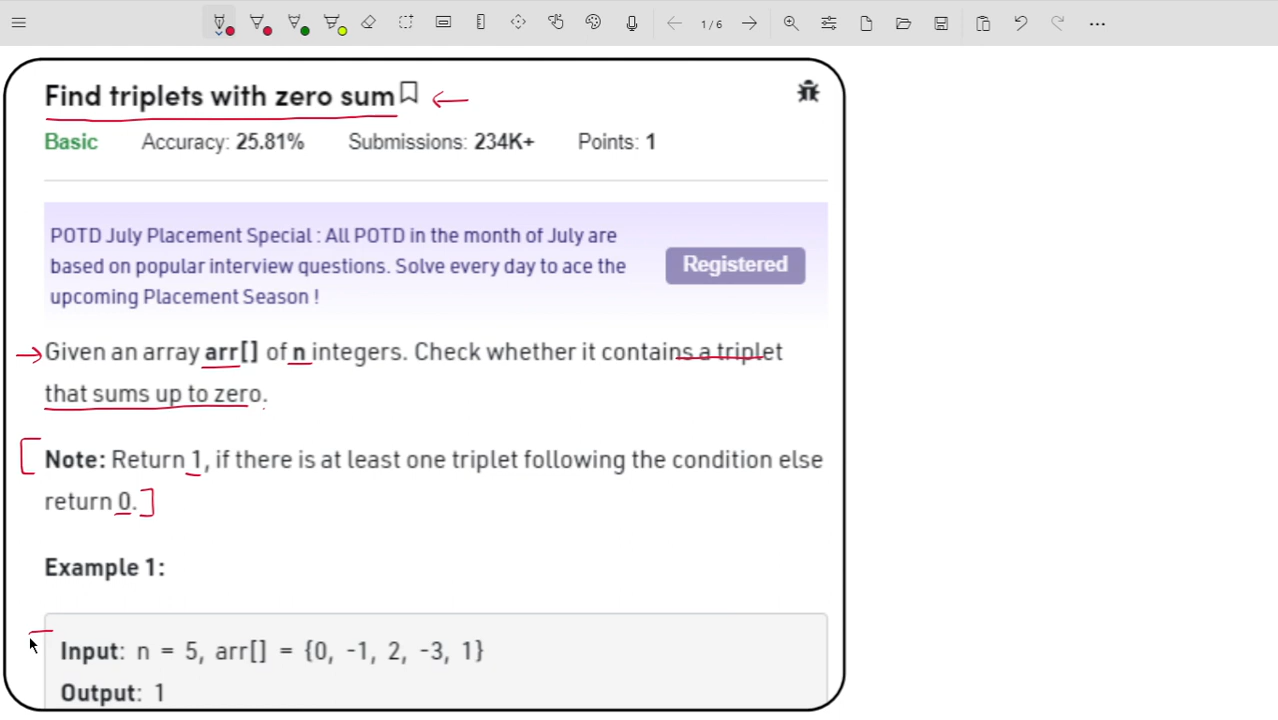 1/6
Find triplets with zero sum
Basic Accuracy: 25.81% Submissions: 234K+ Points: 1
POTD July Placement Special : All POTD in the month of July are
based on popular interview questions. Solve every day to ace the
upcoming Placement Season !
Registered
Given an array arr[] of n integers. Check whether it contains a triplet
that sums up to zero.
Note: Return 1, if there is at least one triplet following the condition else
return 0.
Example 1:
Input: n = 5, arr[] = {0, -1, 2, -3, 1}
Output: 1